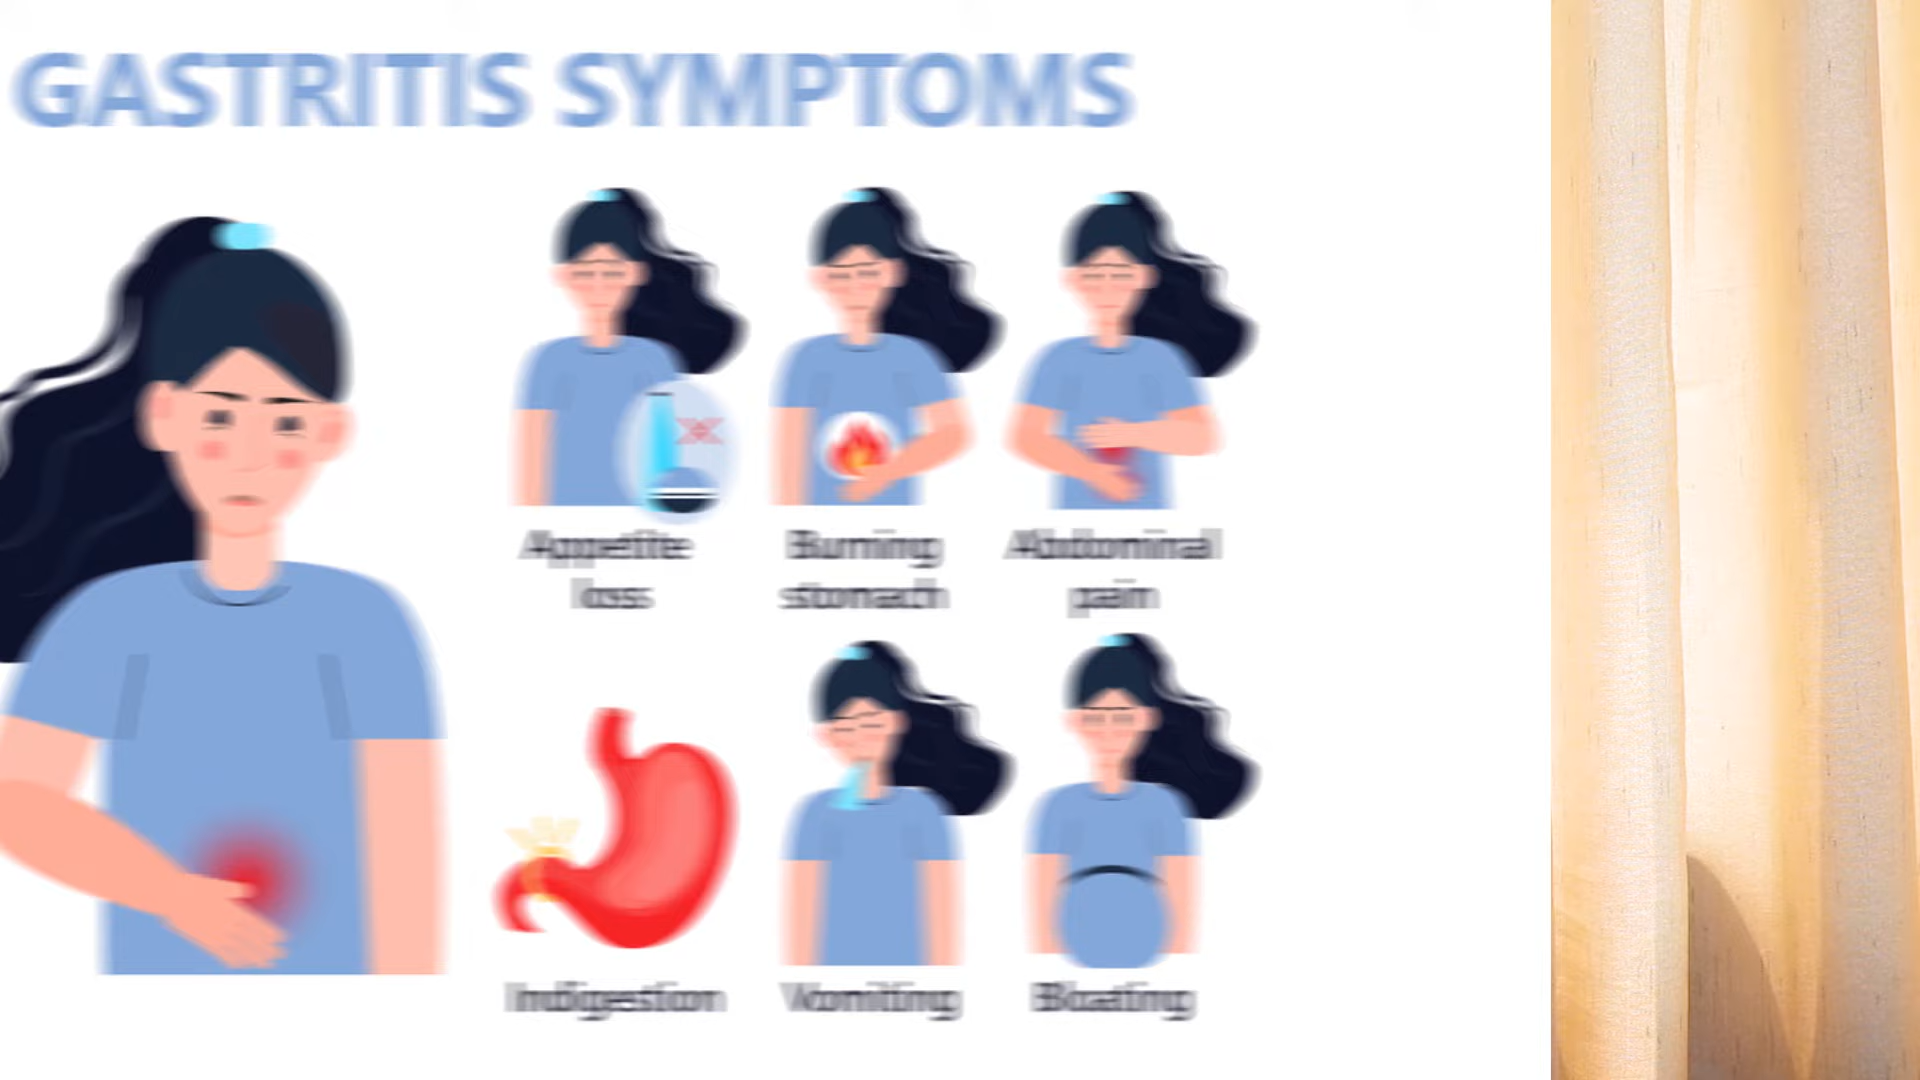 GASTRITIS SYMPTOMS
Appetite
loss
Burning
stomach
Abdominal
pain
Indigestion
Vomiting
Bloating